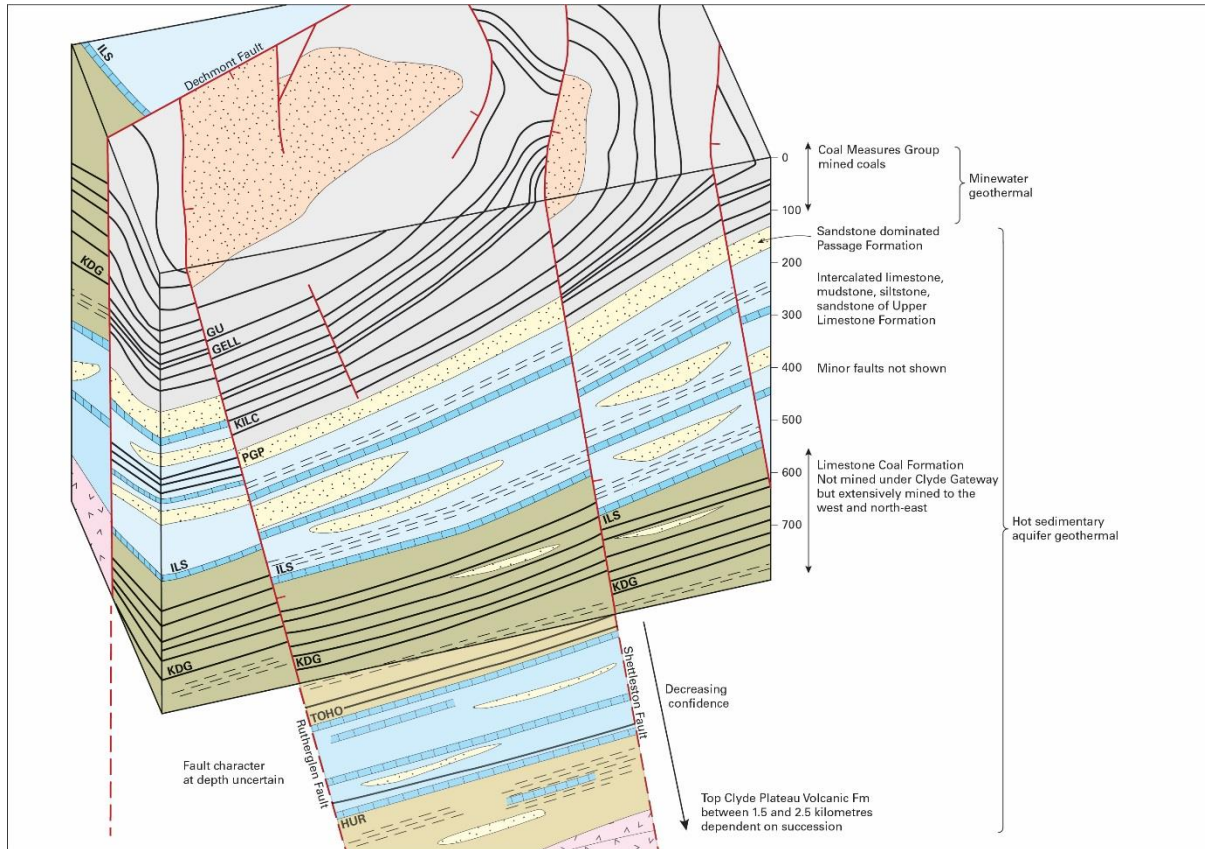 ILS
Dechmont Fault
KDG
GU
GELL
KILC
PGP
ILS
ILS
ILS
KDG
KDG
KDG
TOHO
HUR
Rutherglen Fault
Shettleston Fault
0
100
200
300
400
500
600
700
Coal Measures Group
mined coals
Minewater
geothermal
Sandstone dominated
Passage Formation
Intercalated limestone,
mudstone, siltstone,
sandstone of Upper
Limestone Formation
Minor faults not shown
Limestone Coal Formation
Not mined under Clyde Gateway
but extensively mined to the
west and north-east
Hot sedimentary
aquifer geothermal
Decreasing
confidence
Fault character
at depth uncertain
Top Clyde Plateau Volcanic Fm
between 1.5 and 2.5 kilometres
dependent on succession